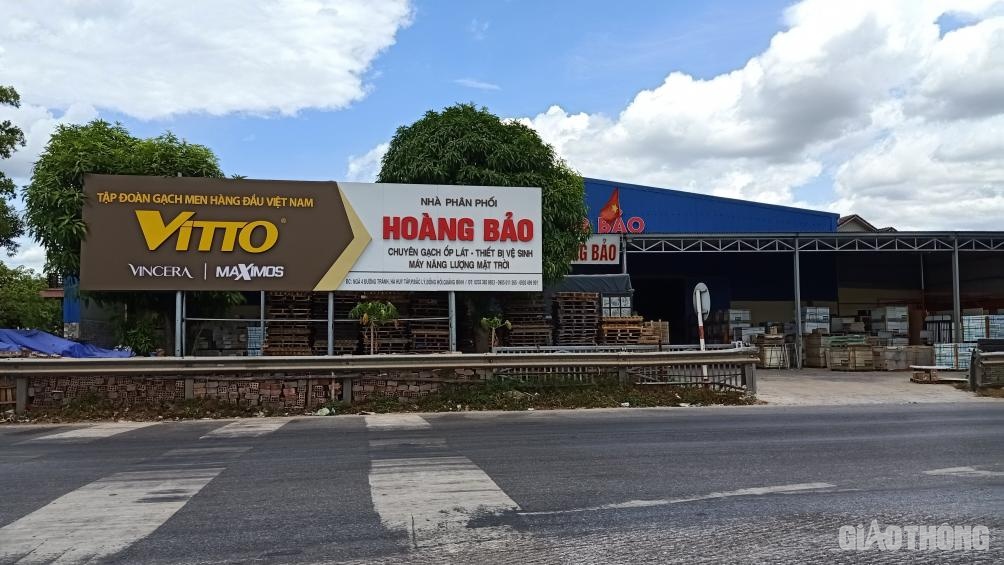 TẬP ĐOÀN GẠCH MEN HÀNG ĐẦU VIỆT NAM
VITTO®
VINCERA | MAXIMOS
NHÀ PHÂN PHỐI
HOÀNG BẢO
CHUYÊN GẠCH ỐP LÁT • THIẾT BỊ VỆ SINH
MÁY NĂNG LƯỢNG MẶT TRỜI
BẢO
BẢO
GIAOTHONG